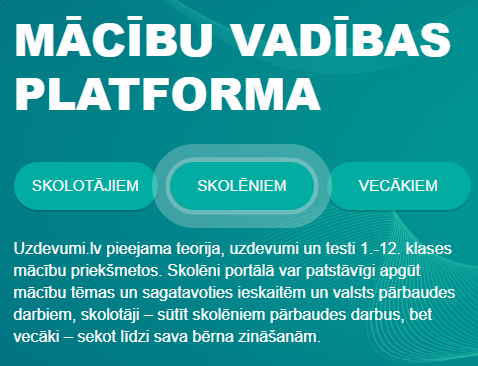 MĀCĪBU VADĪBAS
PLATFORMA
SKOLOTĀJIEM
SKOLĒNIEM
VECĀKIEM
Uzdevumi.lv pieejama teorija, uzdevumi un testi 1.-12. klases
mācību priekšmetos. Skolēni portālā var patstāvīgi apgūt
mācību tēmas un sagatavoties ieskaitēm un valsts pārbaudes
darbiem, skolotāji – sūtīt skolēniem pārbaudes darbus, bet
vecāki – sekot līdzi sava bērna zināšanām.